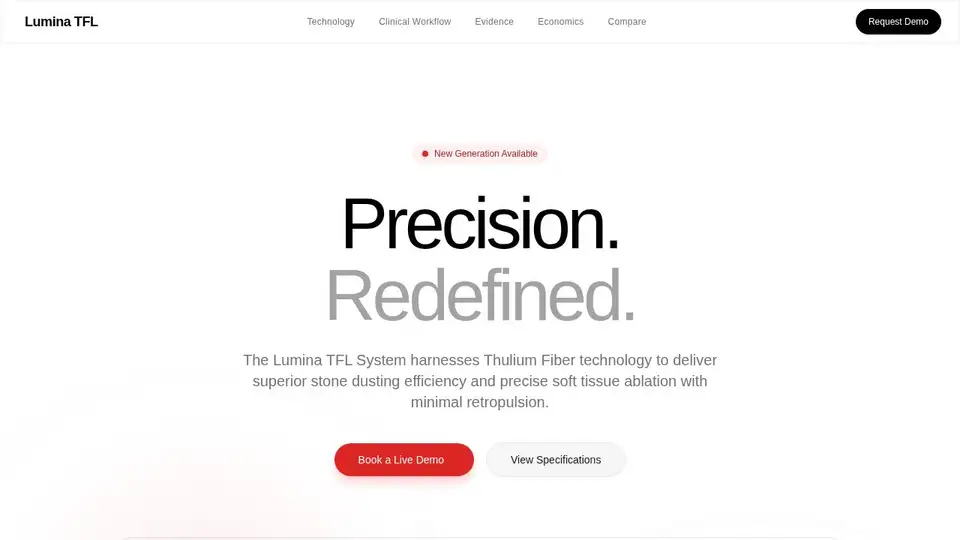 Lumina TFL
Technology
Clinical Workflow
Evidence
Economics
Compare
Request Demo
New Generation Available
Precision.
Redefined.
The Lumina TFL System harnesses Thulium Fiber technology to deliver
superior stone dusting efficiency and precise soft tissue ablation with
minimal retropulsion.
Book a Live Demo
View Specifications